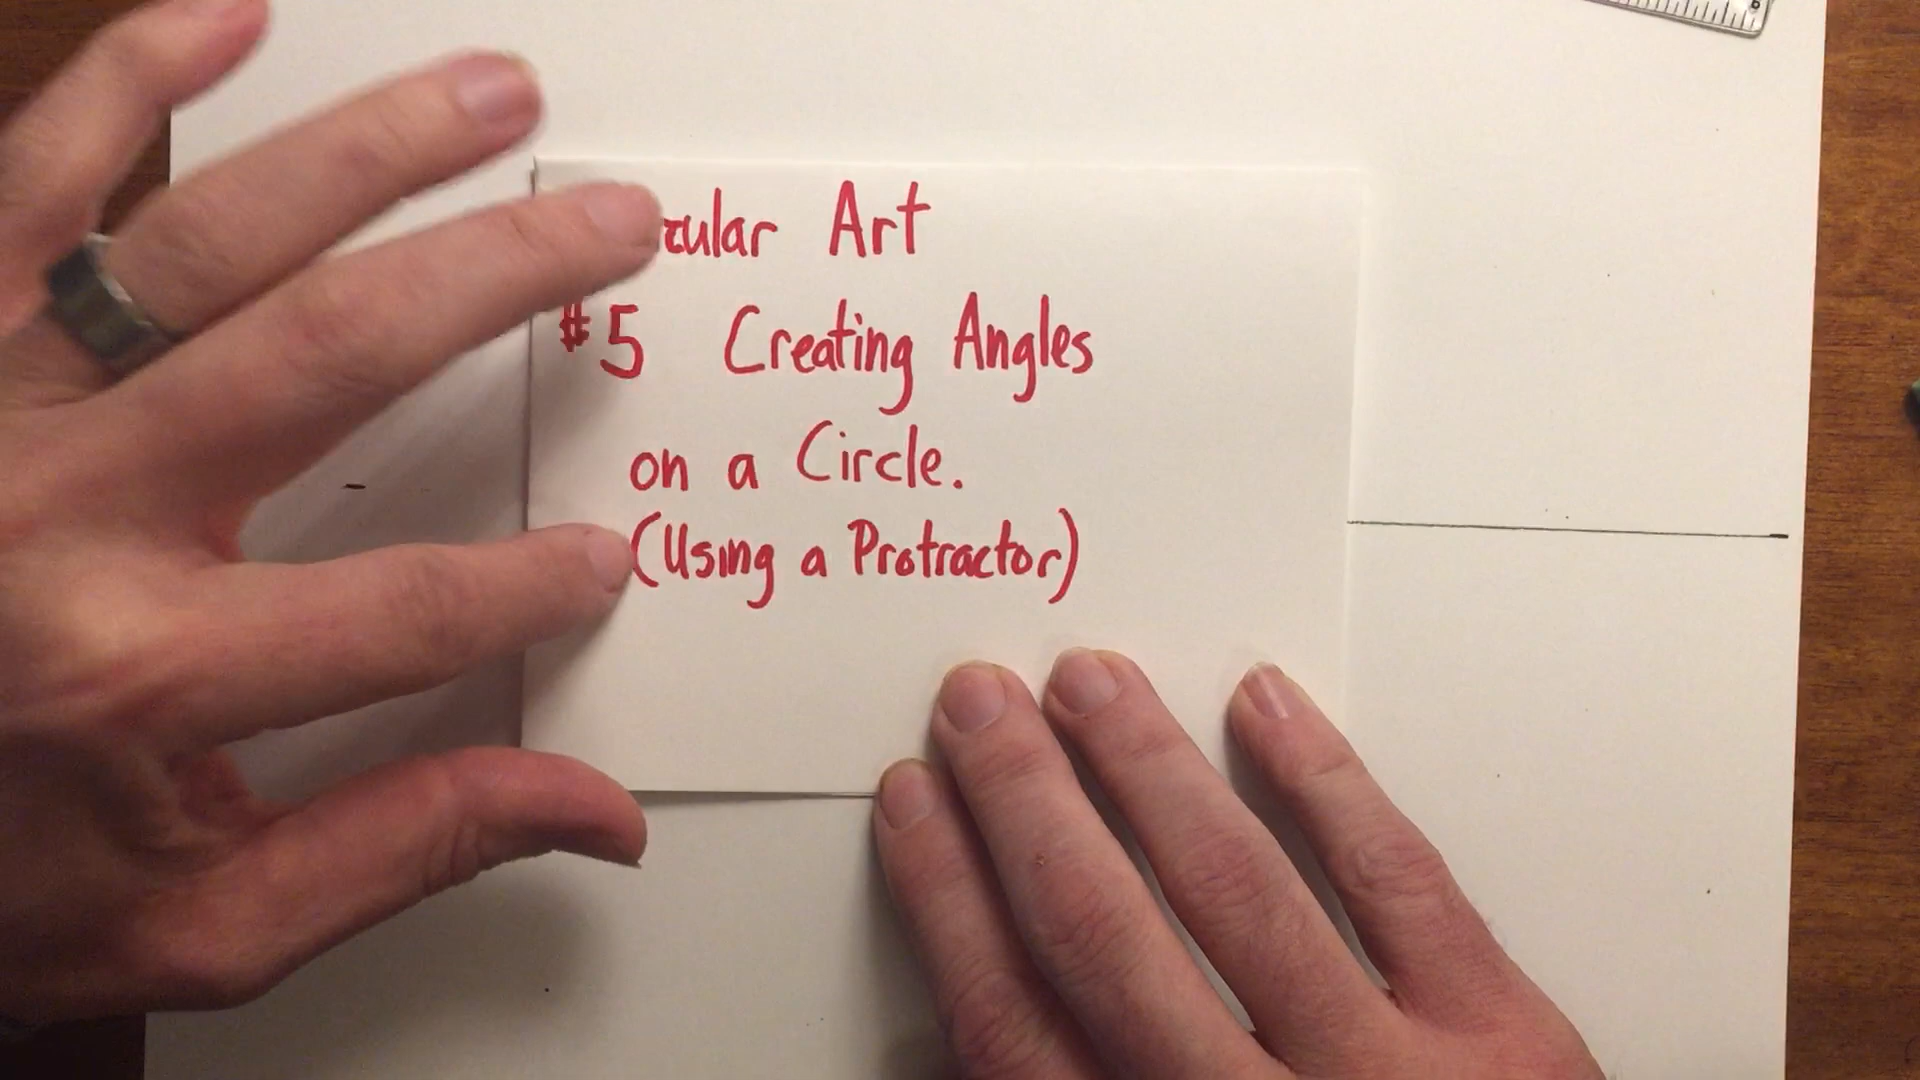 Art
#5 Creating Angles
on a Circle.
(Using a Protractor)